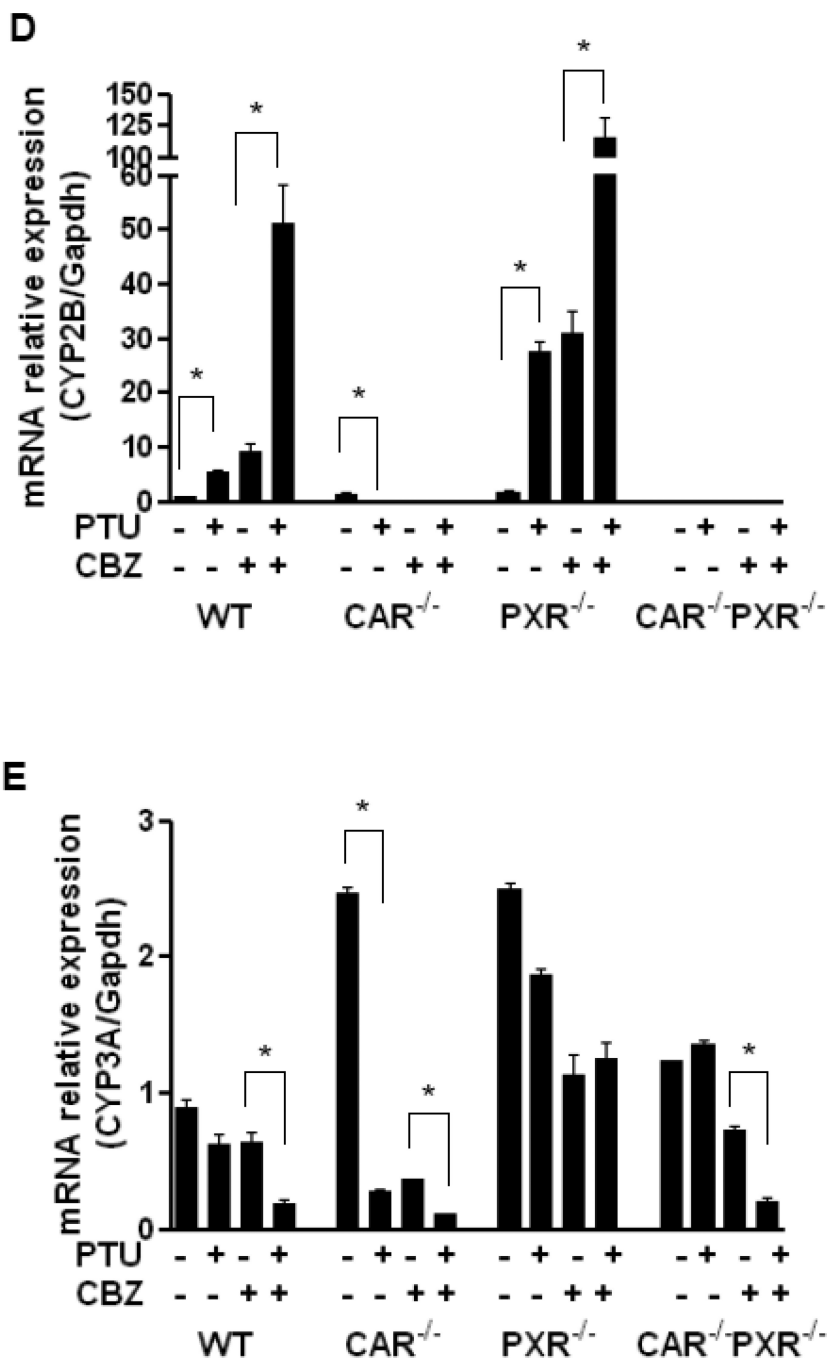 D
mRNA relative expression
(CYP2B/Gapdh)
150
125
100
60
50
40
30
20
10
0
* * * * *
PTU - + - + - + - + - + - + - + - +
CBZ - - + + - - + + - - + + - - + +
WT CAR-/- PXR-/- CAR-/-PXR-/-
E
mRNA relative expression
(CYP3A/Gapdh)
3
2
1
0
* * * *
PTU - + - + - + - + - + - + - + - +
CBZ - - + + - - + + - - + + - - + +
WT CAR-/- PXR-/- CAR-/-PXR-/-